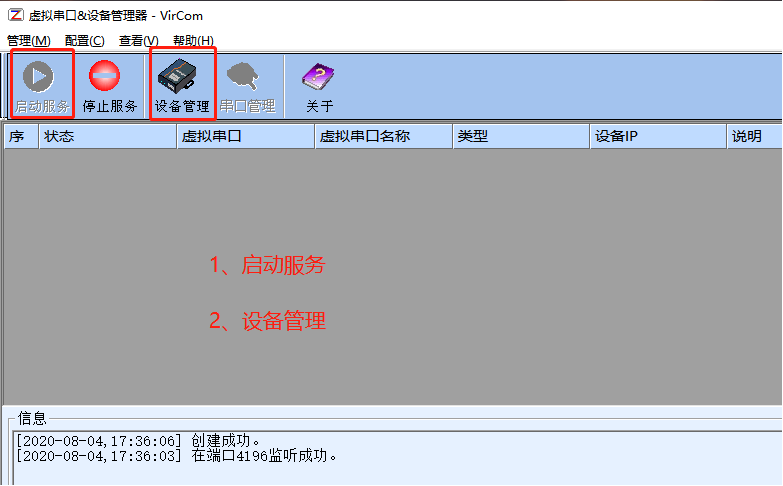 虚拟串口&设备管理器 - VirCom
管理(M) 配置(C) 查看(V) 帮助(H)
启动服务 停止服务 设备管理 串口管理 关于
序 状态 虚拟串口 虚拟串口名称 类型 设备IP 说明
1、启动服务
2、设备管理
信息
[2020-08-04,17:36:06] 创建成功。
[2020-08-04,17:36:03] 在端口4196监听成功。